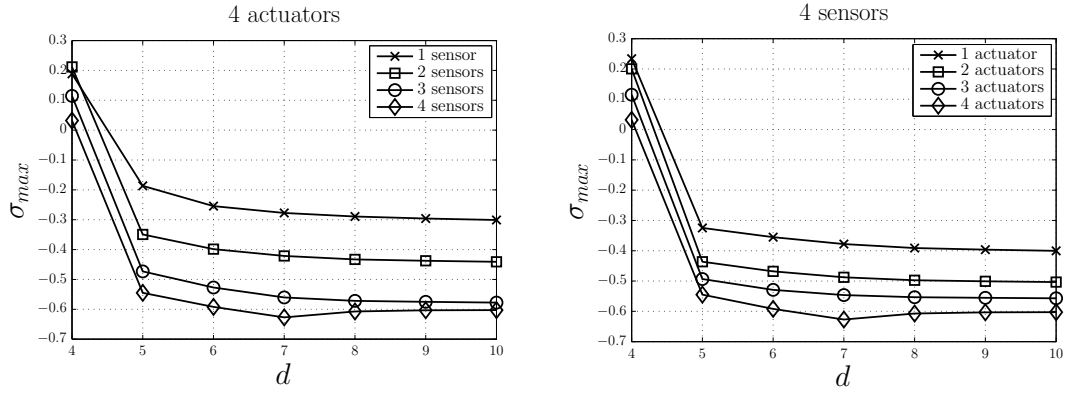 4 actuators
0.3
0.2
0.1
0
−0.1
−0.2
−0.3
−0.4
−0.5
−0.6
−0.7
σmax
1 sensor
2 sensors
3 sensors
4 sensors
4 5 6 7 8 9 10
d
4 sensors
0.3
0.2
0.1
0
−0.1
−0.2
−0.3
−0.4
−0.5
−0.6
−0.7
σmax
1 actuator
2 actuators
3 actuators
4 actuators
4 5 6 7 8 9 10
d